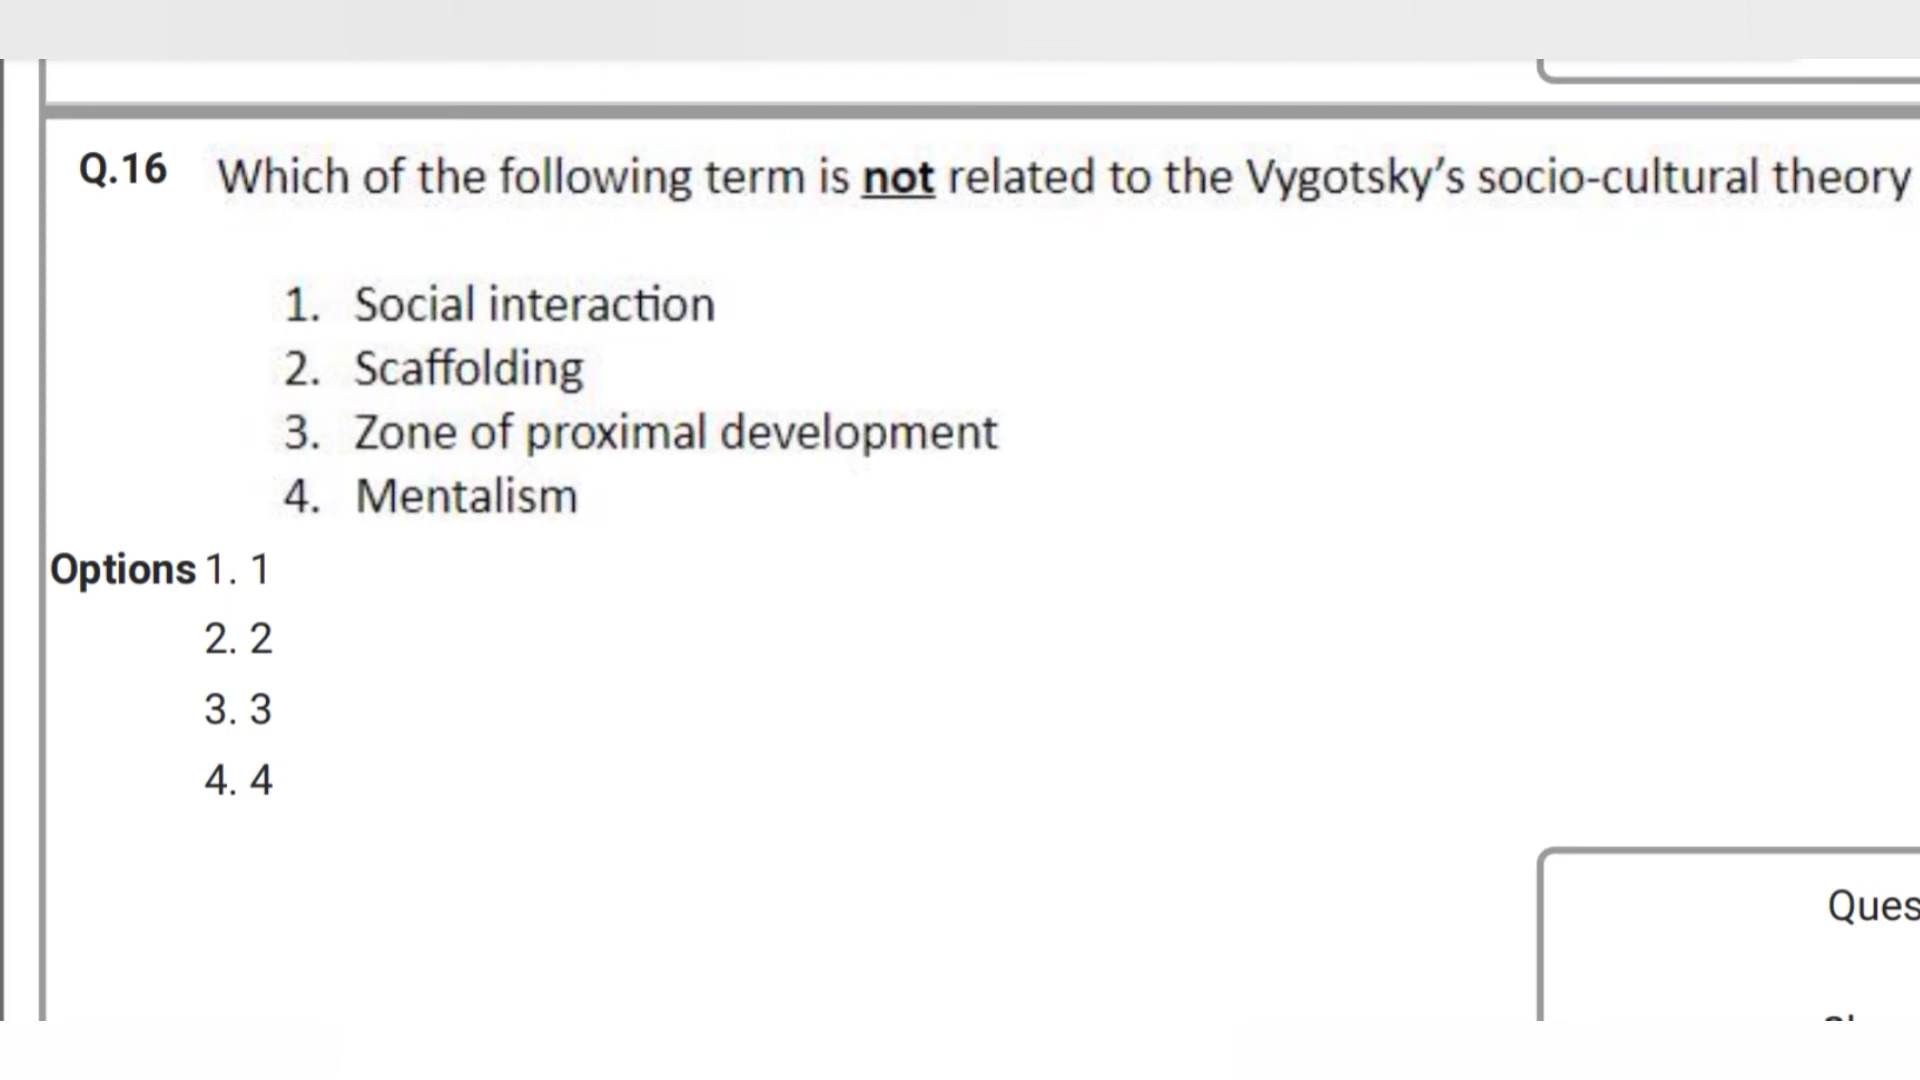 Q.16 Which of the following term is not related to the Vygotsky's socio-cultural theory
1. Social interaction
2. Scaffolding
3. Zone of proximal development
4. Mentalism
Options 1. 1
2. 2
3. 3
4. 4
Ques